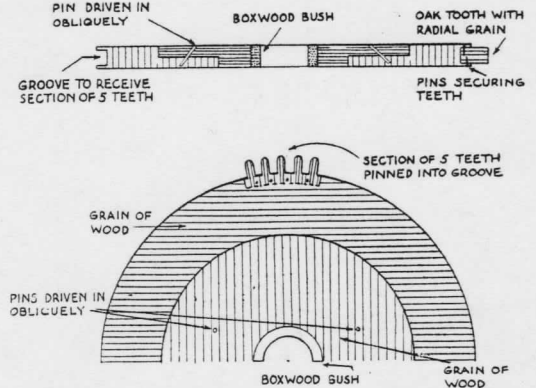 PIN DRIVEN IN
OBLIQUELY
BOXWOOD BUSH
OAK TOOTH WITH
RADIAL GRAIN
GROOVE TO RECEIVE
SECTION OF 5 TEETH
PINS SECURING
TEETH
SECTION OF 5 TEETH
PINNED INTO GROOVE
GRAIN OF
WOOD
PINS DRIVEN IN
OBLIQUELY
GRAIN OF
WOOD
BOXWOOD BUSH